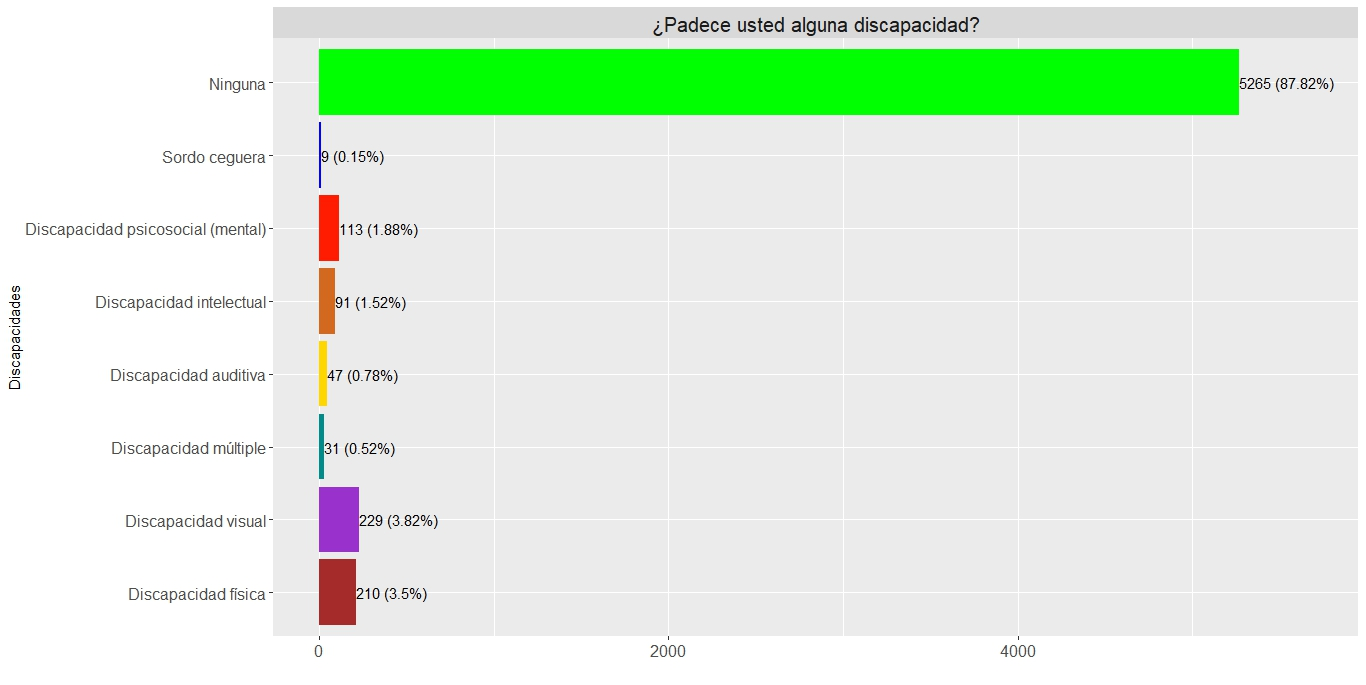 ¿Padece usted alguna discapacidad?
Ninguna
5265 (87.82%)
Sordo ceguera
9 (0.15%)
Discapacidad psicosocial (mental)
113 (1.88%)
Discapacidad intelectual
91 (1.52%)
Discapacidad auditiva
47 (0.78%)
Discapacidad múltiple
31 (0.52%)
Discapacidad visual
229 (3.82%)
Discapacidad física
210 (3.5%)
Discapacidades
0
2000
4000